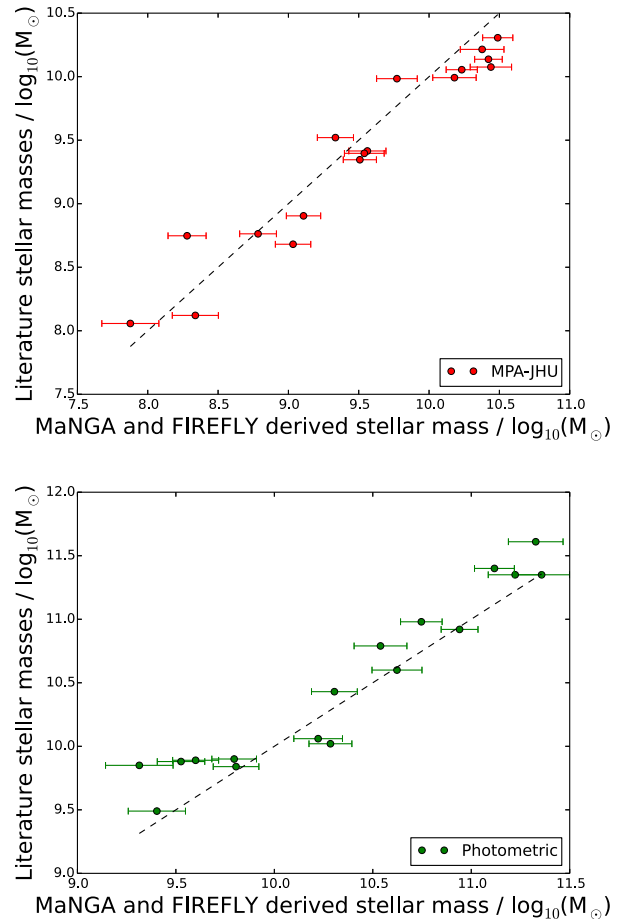 Literature stellar masses / log₁₀(M☉)
10.5
10.0
9.5
9.0
8.5
8.0
7.5
7.5 8.0 8.5 9.0 9.5 10.0 10.5 11.0
MPA-JHU
MaNGA and FIREFLY derived stellar mass / log₁₀(M☉)
Literature stellar masses / log₁₀(M☉)
12.0
11.5
11.0
10.5
10.0
9.5
9.0
9.0 9.5 10.0 10.5 11.0 11.5
Photometric
MaNGA and FIREFLY derived stellar mass / log₁₀(M☉)